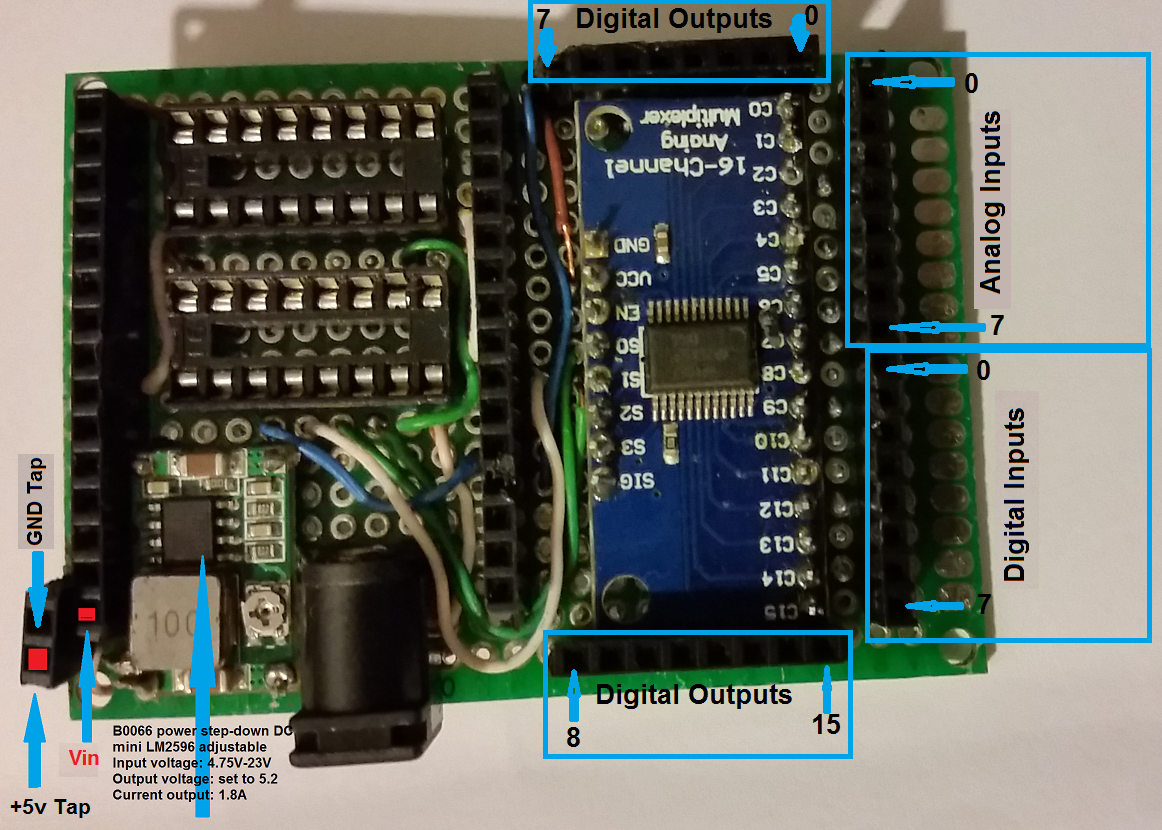 7 Digital Outputs 0
0
Analog Inputs
7
0
Digital Inputs
7
16-Channel
Analog
Multiplexer
GND
VCC
EN
S0
S1
S2
S3
SIG
C0
C1
C2
C3
C4
C5
C6
C7
C8
C9
C10
C11
C12
C13
C14
C15
100
GND Tap
Vin
+5v Tap
B0066 power step-down DC
mini LM2596 adjustable
Input voltage: 4.75V-23V
Output voltage: set to 5.2
Current output: 1.8A
Digital Outputs
8
15